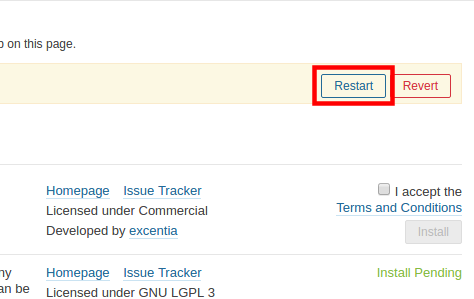 on this page.
Restart Revert
Homepage Issue Tracker I accept the
Licensed under Commercial Terms and Conditions
Developed by excentia Install
Homepage Issue Tracker Install Pending
an be Licensed under GNU LGPL 3